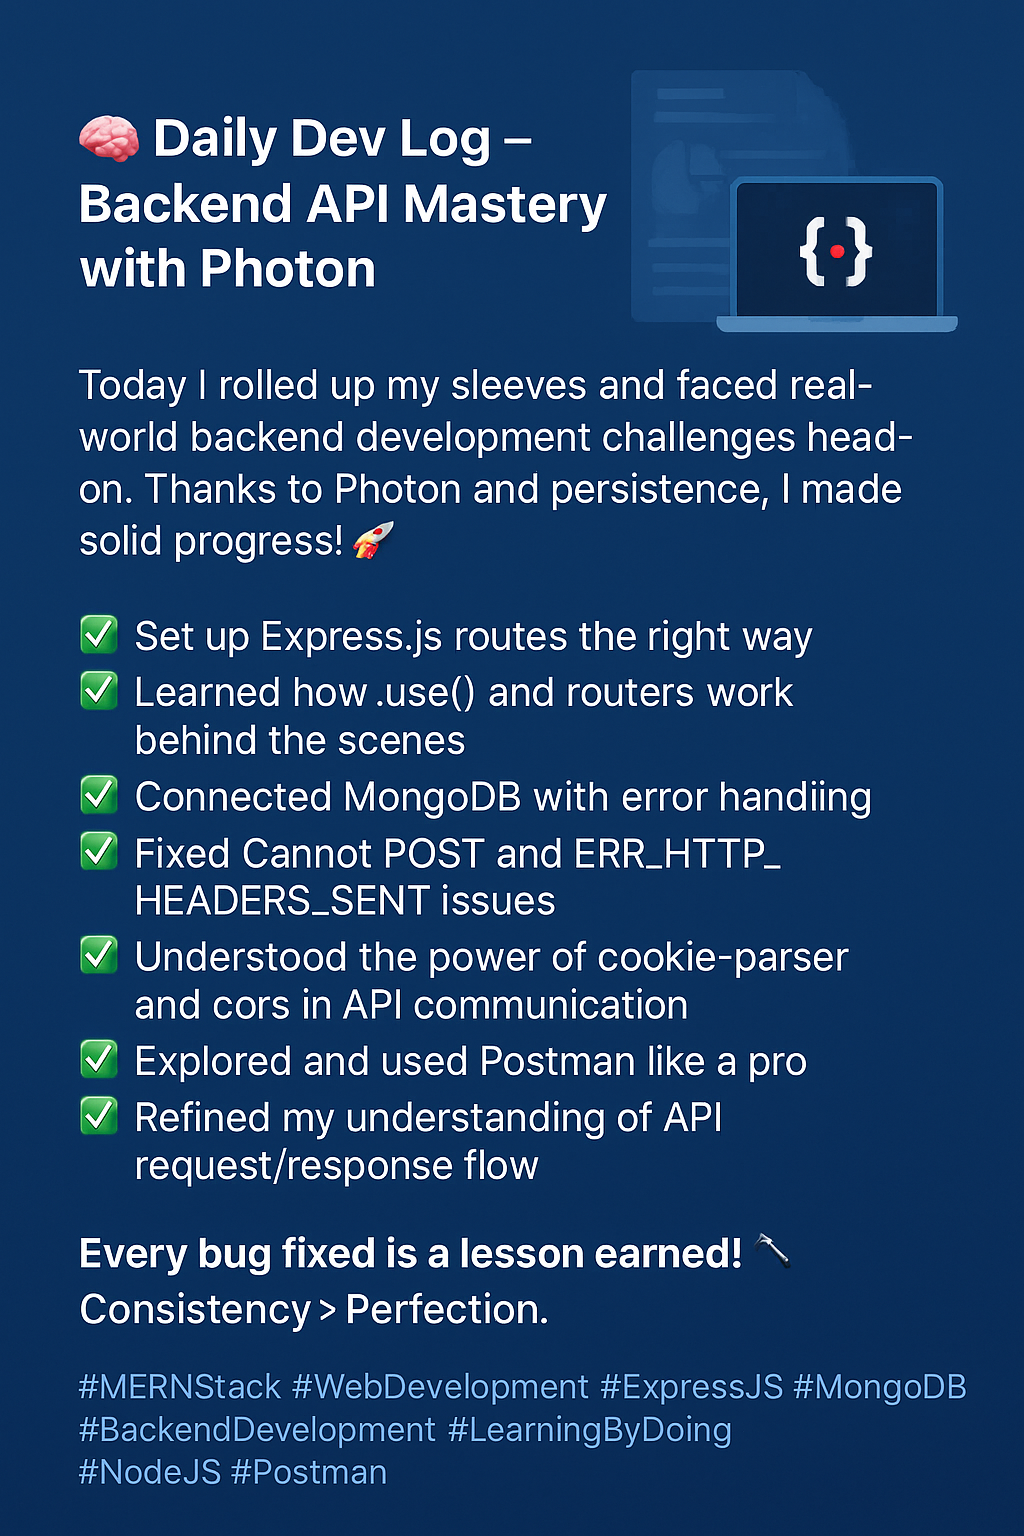 🧠 Daily Dev Log –
Backend API Mastery
with Photon
{•}
Today I rolled up my sleeves and faced real-
world backend development challenges head-
on. Thanks to Photon and persistence, I made
solid progress! 🚀
✅ Set up Express.js routes the right way
✅ Learned how .use() and routers work
behind the scenes
✅ Connected MongoDB with error handiing
✅ Fixed Cannot POST and ERR_HTTP_
HEADERS_SENT issues
✅ Understood the power of cookie-parser
and cors in API communication
✅ Explored and used Postman like a pro
✅ Refined my understanding of API
request/response flow
Every bug fixed is a lesson earned! ⛏
Consistency > Perfection.
#MERNStack #WebDevelopment #ExpressJS #MongoDB
#BackendDevelopment #LearningByDoing
#NodeJS #Postman